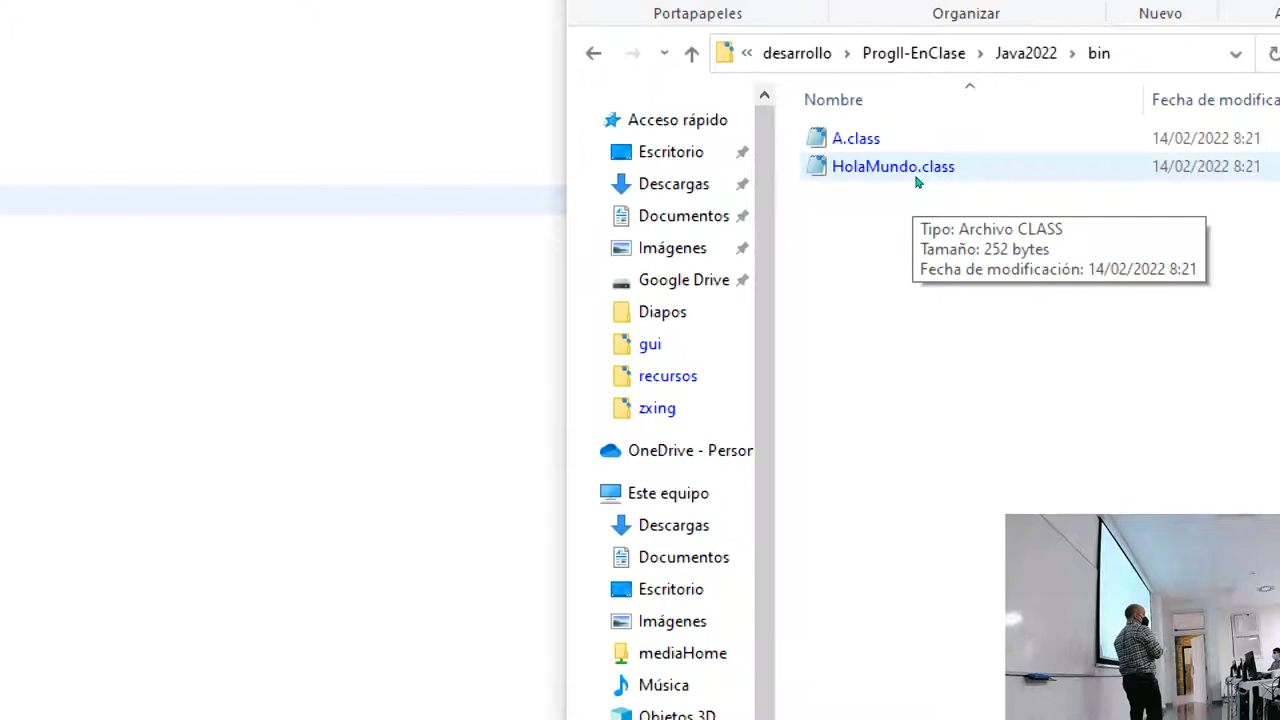 Portapapeles
Organizar
Nuevo
« desarrollo › ProgII-EnClase › Java2022 › bin
Nombre
Fecha de modifica
Acceso rápido
Escritorio
Descargas
Documentos
Imágenes
Google Drive
Diapos
gui
recursos
zxing
OneDrive - Person
Este equipo
Descargas
Documentos
Escritorio
Imágenes
mediaHome
Música
Objetos 3D
A.class 14/02/2022 8:21
HolaMundo.class 14/02/2022 8:21
Tipo: Archivo CLASS
Tamaño: 252 bytes
Fecha de modificación: 14/02/2022 8:21